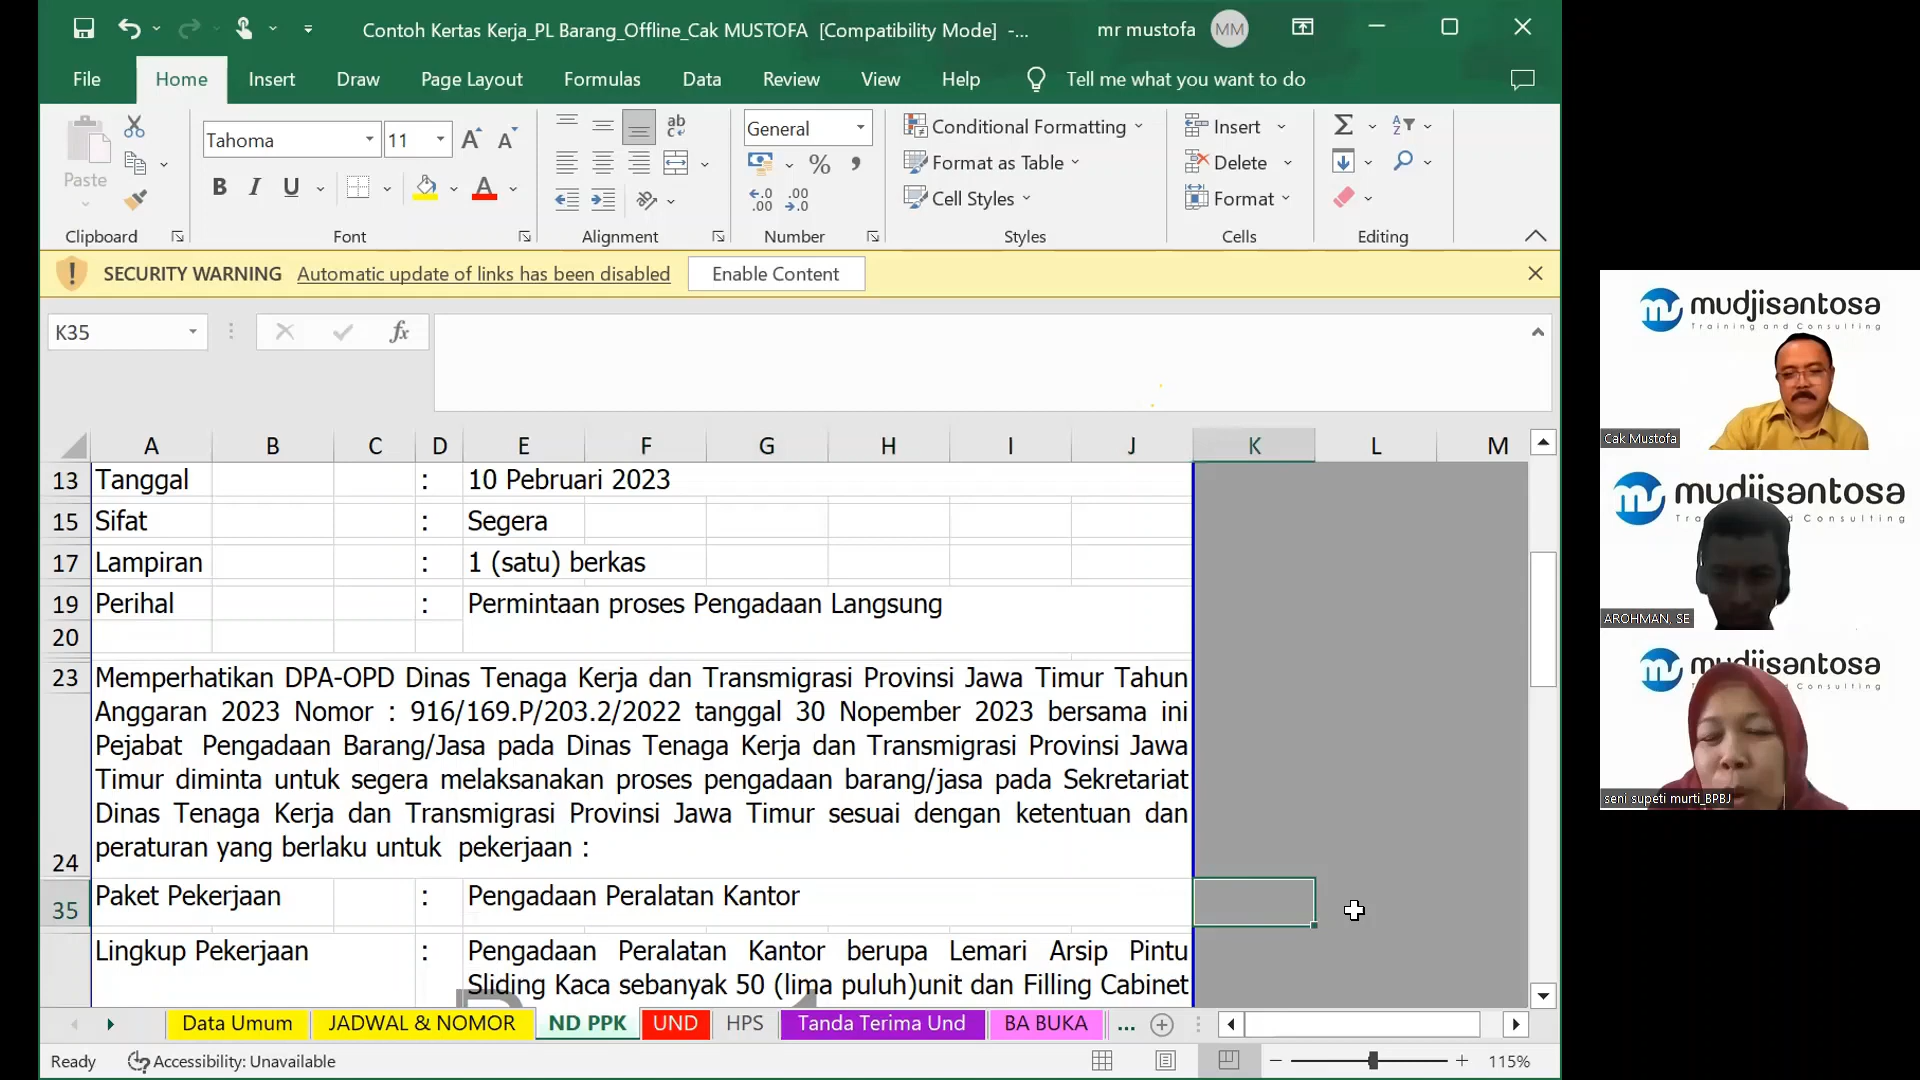 Contoh Kertas Kerja_PL Barang_Offline_Cak MUSTOFA [Compatibility Mode] -...
mr mustofa
MM
File Home Insert Draw Page Layout Formulas Data Review View Help Tell me what you want to do
Paste
Tahoma
11
B I U
General
Conditional Formatting
Format as Table
Cell Styles
Insert
Delete
Format
Clipboard Font Alignment Number Styles Cells Editing
SECURITY WARNING Automatic update of links has been disabled Enable Content
K35
fx
A B C D E F G H I J K L M
13 Tanggal : 10 Pebruari 2023
15 Sifat : Segera
17 Lampiran : 1 (satu) berkas
19 Perihal : Permintaan proses Pengadaan Langsung
20
23 Memperhatikan DPA-OPD Dinas Tenaga Kerja dan Transmigrasi Provinsi Jawa Timur Tahun
Anggaran 2023 Nomor : 916/169.P/203.2/2022 tanggal 30 Nopember 2023 bersama ini
Pejabat Pengadaan Barang/Jasa pada Dinas Tenaga Kerja dan Transmigrasi Provinsi Jawa
Timur diminta untuk segera melaksanakan proses pengadaan barang/jasa pada Sekretariat
Dinas Tenaga Kerja dan Transmigrasi Provinsi Jawa Timur sesuai dengan ketentuan dan
24 peraturan yang berlaku untuk pekerjaan :
35 Paket Pekerjaan : Pengadaan Peralatan Kantor
Lingkup Pekerjaan : Pengadaan Peralatan Kantor berupa Lemari Arsip Pintu
Sliding Kaca sebanyak 50 (lima puluh)unit dan Filling Cabinet
Data Umum JADWAL & NOMOR ND PPK UND HPS Tanda Terima Und BA BUKA ...
Ready Accessibility: Unavailable 115%
mudjisantosa
Training and Consulting
Cak Mustofa
mudjisantosa
Consulting
AROHMAN, SE
mudjisantosa
Consulting
seni supeti murti_BPBJ